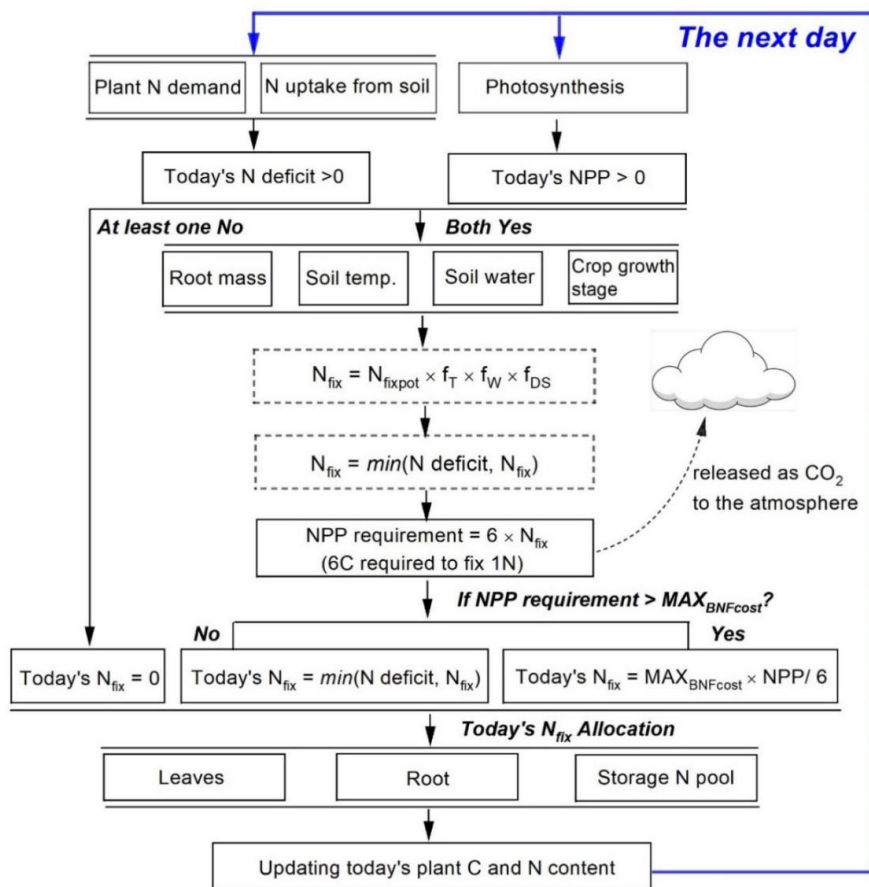 The next day
Plant N demand
N uptake from soil
Photosynthesis
Today's N deficit >0
Today's NPP > 0
At least one No
Both Yes
Root mass
Soil temp.
Soil water
Crop growth
stage
N_fix = N_fixpot × f_T × f_W × f_DS
N_fix = min(N deficit, N_fix)
released as CO₂
to the atmosphere
NPP requirement = 6 × N_fix
(6C required to fix 1N)
If NPP requirement > MAX_BNFcost?
No
Yes
Today's N_fix = 0
Today's N_fix = min(N deficit, N_fix)
Today's N_fix = MAX_BNFcost × NPP/ 6
Today's N_fix Allocation
Leaves
Root
Storage N pool
Updating today's plant C and N content